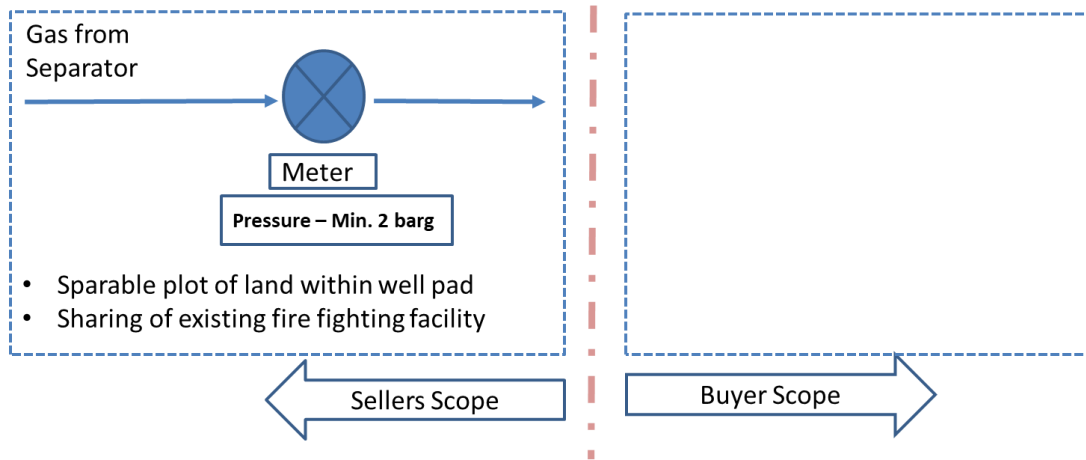 Gas from
Separator
Meter
Pressure – Min. 2 barg
• Sparable plot of land within well pad
• Sharing of existing fire fighting facility
Sellers Scope
Buyer Scope